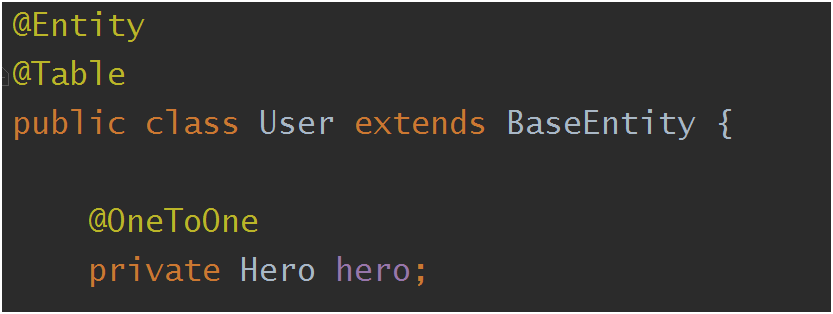 @Entity
@Table
public class User extends BaseEntity {
@OneToOne
private Hero hero;